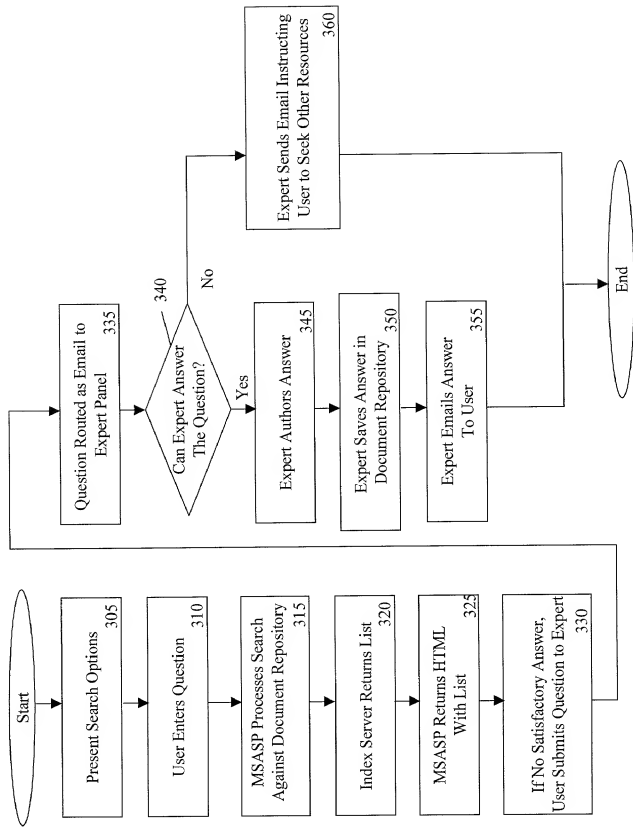 Start
Present Search Options
305
User Enters Question
310
MSASP Processes Search
Against Document Repository
315
Index Server Returns List
320
MSASP Returns HTML
With List
325
If No Satisfactory Answer,
User Submits Question to Expert
330
Question Routed as Email to
Expert Panel
335
340
Can Expert Answer
The Question?
No
Yes
Expert Authors Answer
345
Expert Saves Answer in
Document Repository
350
Expert Emails Answer
To User
355
Expert Sends Email Instructing
User to Seek Other Resources
360
End